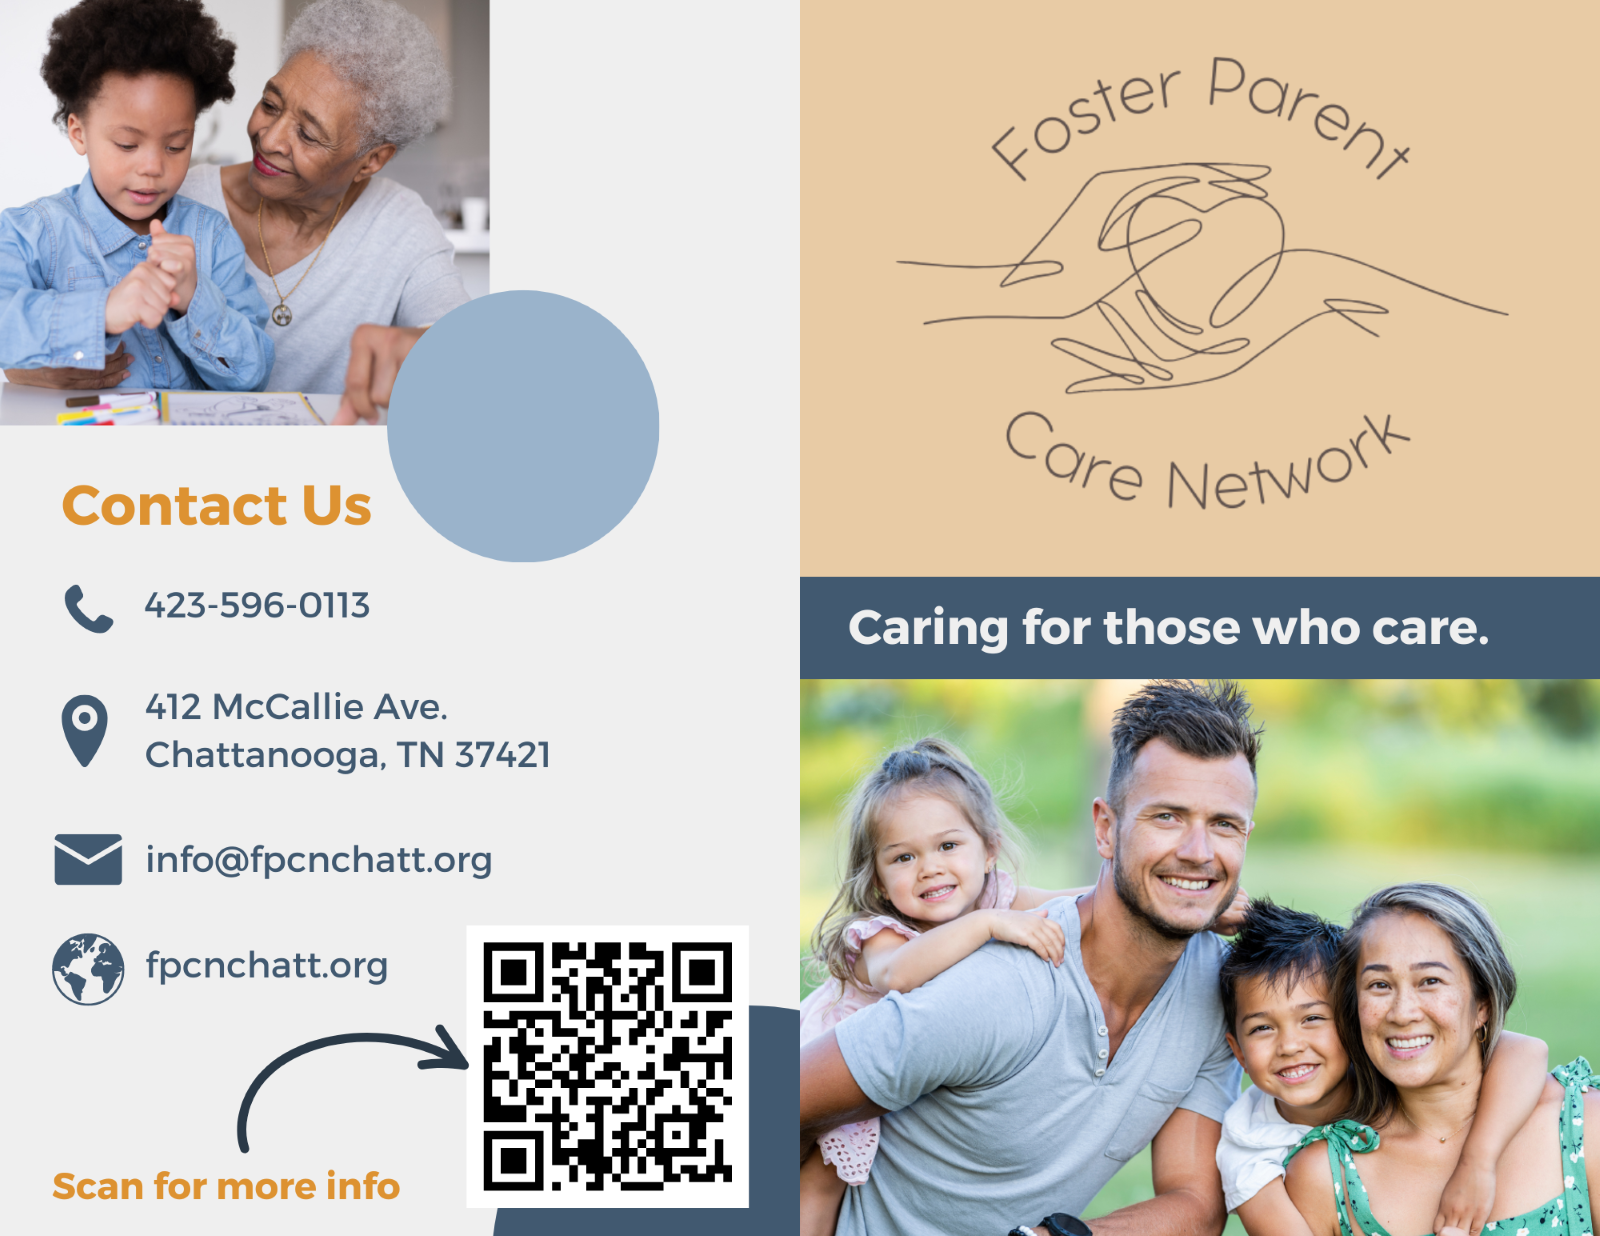 Contact Us
423-596-0113
412 McCallie Ave.
Chattanooga, TN 37421
info@fpcnchatt.org
fpcnchatt.org
Scan for more info
Foster Parent
Care Network
Caring for those who care.